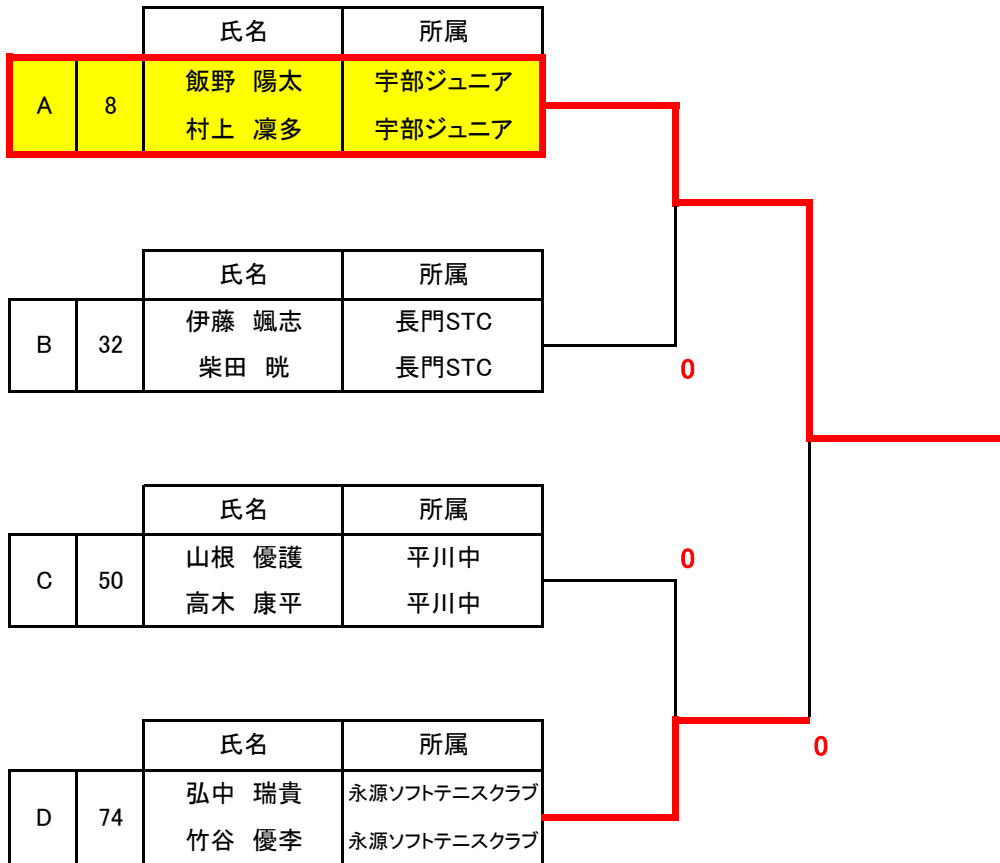 氏名 所属
A 8 飯野 陽太 宇部ジュニア
村上 凜多 宇部ジュニア
氏名 所属
B 32 伊藤 颯志 長門STC
柴田 晄 長門STC
0
氏名 所属
0
C 50 山根 優護 平川中
高木 康平 平川中
氏名 所属
0
D 74 弘中 瑞貴 永源ソフトテニスクラブ
竹谷 優李 永源ソフトテニスクラブ